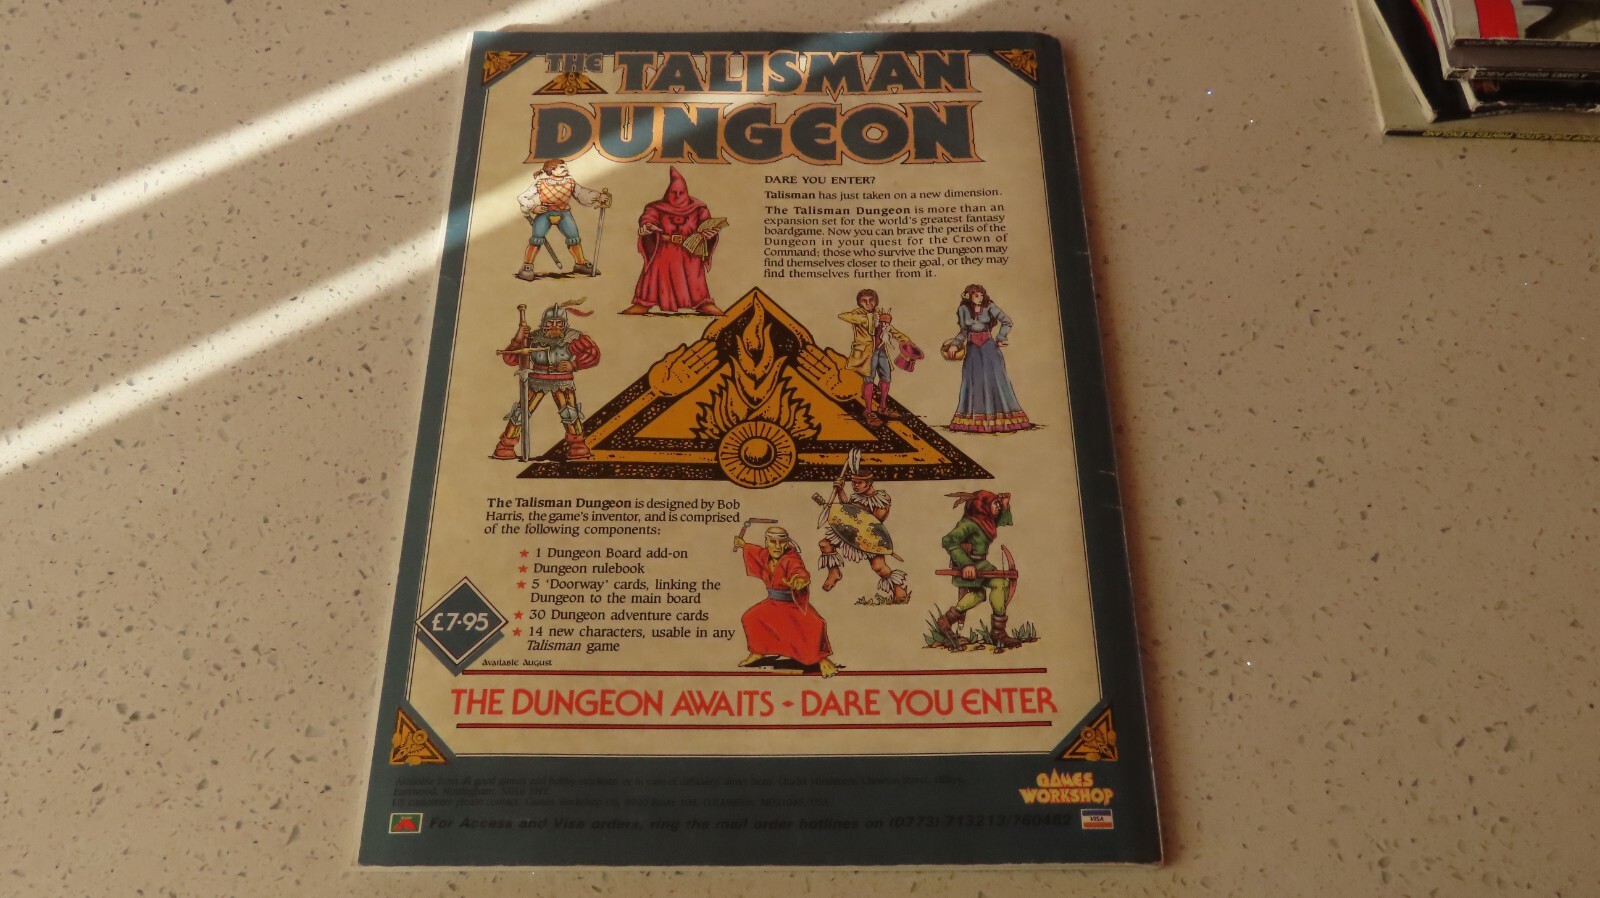 THE TALISMAN
DUNGEON
DARE YOU ENTER?
Talisman has just taken on a new dimension.
The Talisman Dungeon is more than an
expansion set for the world's greatest fantasy
boardgame. Now you can brave the perils of the
Dungeon in your quest for the Crown of
Command; those who survive the Dungeon may
find themselves closer to their goal, or they may
find themselves further from it.
The Talisman Dungeon is designed by Bob
Harris, the game's inventor, and is comprised
of the following components:
★ 1 Dungeon Board add-on
★ Dungeon rulebook
★ 5 'Doorway' cards, linking the
Dungeon to the main board
★ 30 Dungeon adventure cards
★ 14 new characters, usable in any
Talisman game
£7·95
Available August
THE DUNGEON AWAITS - DARE YOU ENTER
GAMES
WORKSHOP
For Access and Visa orders, ring the mail order hotlines on (0773) 713213/760462
VISA